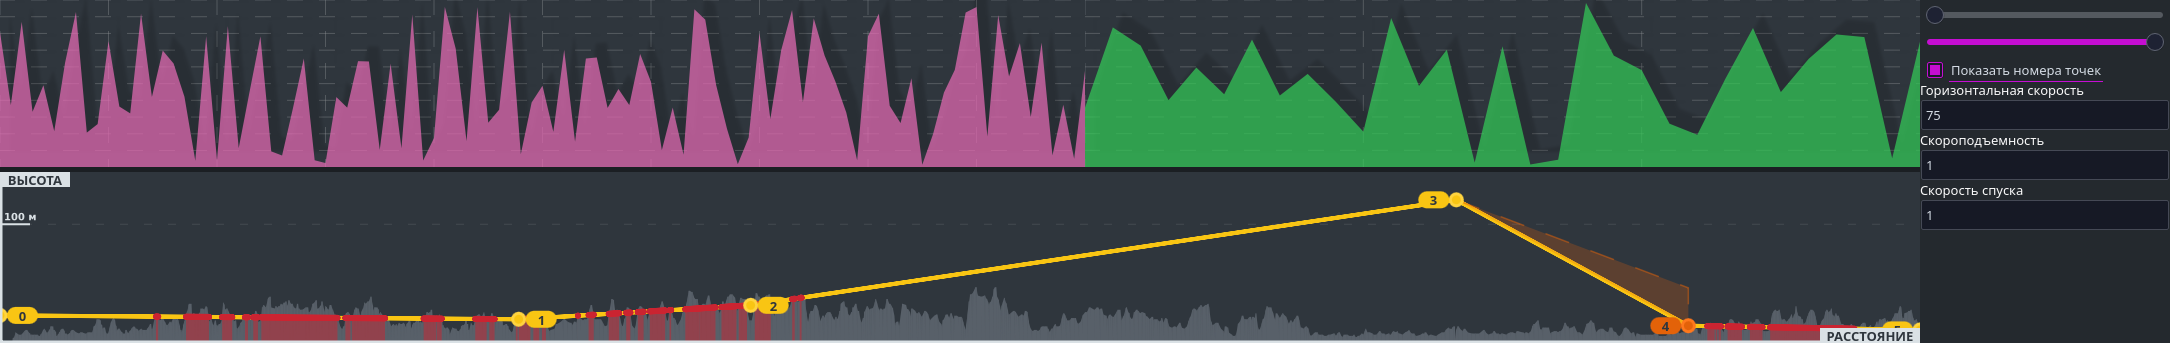 Показать номера точек
Горизонтальная скорость
75
Скороподъемность
1
Скорость спуска
1
ВЫСОТА
100 м
0
1
2
3
4
РАССТОЯНИЕ